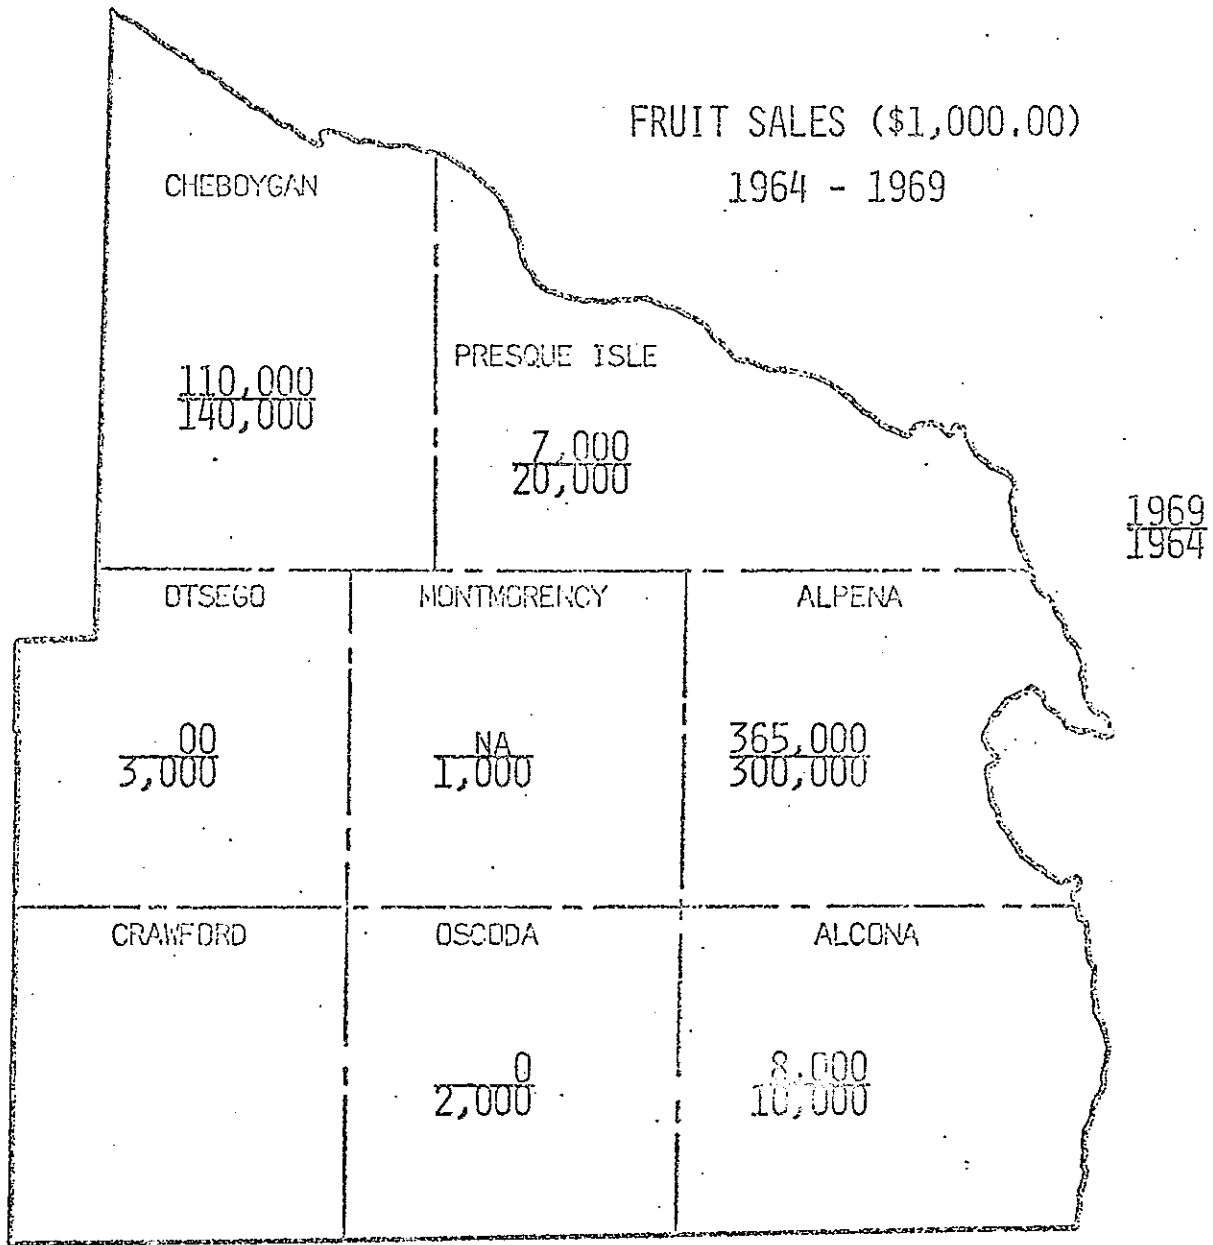 FRUIT SALES ($1,000.00)
1964 - 1969
CHEBOYGAN
110,000
140,000
PRESQUE ISLE
7,000
20,000
1969
1964
OTSEGO
00
3,000
MONTMORENCY
NA
1,000
ALPENA
365,000
300,000
CRAWFORD
OSCODA
0
2,000
ALCONA
8,000
10,000